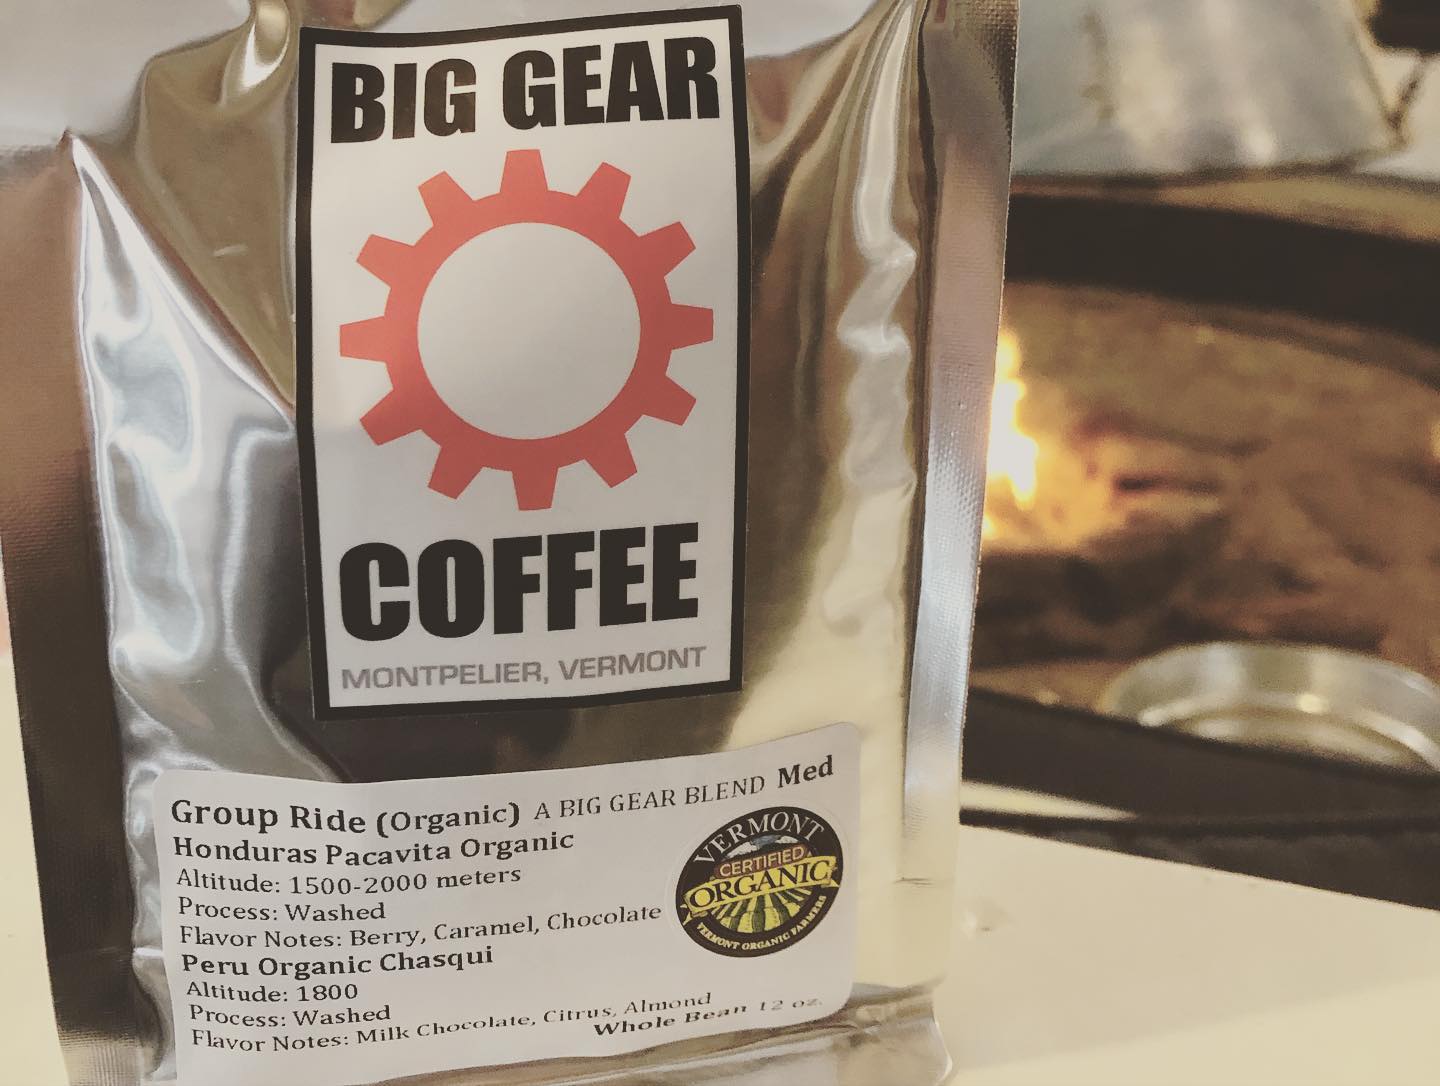 BIG GEAR
COFFEE
MONTPELIER, VERMONT
Group Ride (Organic) A BIG GEAR BLEND Med
Honduras Pacavita Organic
Altitude: 1500-2000 meters
Process: Washed
Flavor Notes: Berry, Caramel, Chocolate
VERMONT
CERTIFIED
ORGANIC
VERMONT ORGANIC FARMERS
Peru Organic Chasqui
Altitude: 1800
Process: Washed
Flavor Notes: Milk Chocolate, Citrus, Almond
Whole Bean 12 oz.